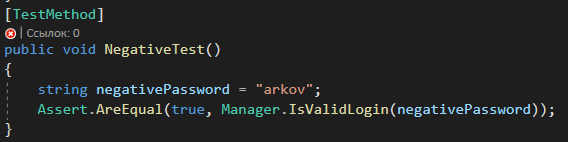 [TestMethod]
| Ссылок: 0
public void NegativeTest()
{
string negativePassword = "arkov";
Assert.AreEqual(true, Manager.IsValidLogin(negativePassword));
}